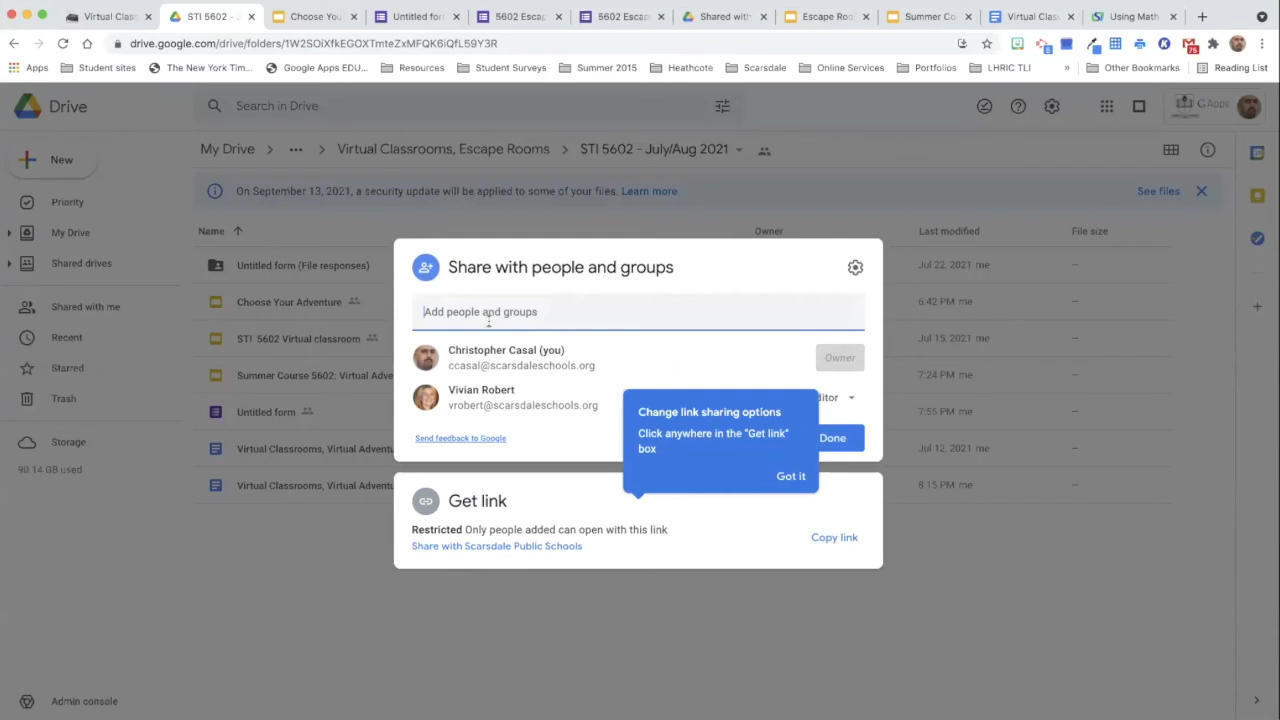 Virtual Class
STI 5602 -
Choose You
Untitled for
5602 Escap
5602 Escap
Shared with
Escape Roo
Summer Co
Virtual Clas
Using Math
drive.google.com/drive/folders/1W2SOiXfkEGOXTmteZxMFQK6iQfL59Y3R
75
Apps
Student sites
The New York Tim...
Google Apps EDU...
Resources
Student Surveys
Summer 2015
Heathcote
Scarsdale
Online Services
Portfolios
LHRIC TLI
»
Other Bookmarks
Reading List
Drive
Search in Drive
G Apps
New
My Drive > ... > Virtual Classrooms, Escape Rooms > STI 5602 - July/Aug 2021
On September 13, 2021, a security update will be applied to some of your files. Learn more
See files
Priority
My Drive
Shared drives
Shared with me
Recent
Starred
Trash
Storage
90.14 GB used
Admin console
Name
Owner
Last modified
File size
Untitled form (File responses)
Jul 22, 2021 me
–
Choose Your Adventure
6:42 PM me
–
STI 5602 Virtual classroom
Jul 15, 2021 me
–
Summer Course 5602: Virtual Adve
7:24 PM me
–
Untitled form
7:55 PM me
–
Virtual Classrooms, Virtual Adventu
Jul 12, 2021 me
–
Virtual Classrooms, Virtual Adventu
8:15 PM me
–
Share with people and groups
Add people and groups
Christopher Casal (you)
ccasal@scarsdaleschools.org
Owner
Vivian Robert
vrobert@scarsdaleschools.org
ditor
Send feedback to Google
Done
Change link sharing options
Click anywhere in the "Get link"
box
Got it
Get link
Restricted Only people added can open with this link
Share with Scarsdale Public Schools
Copy link